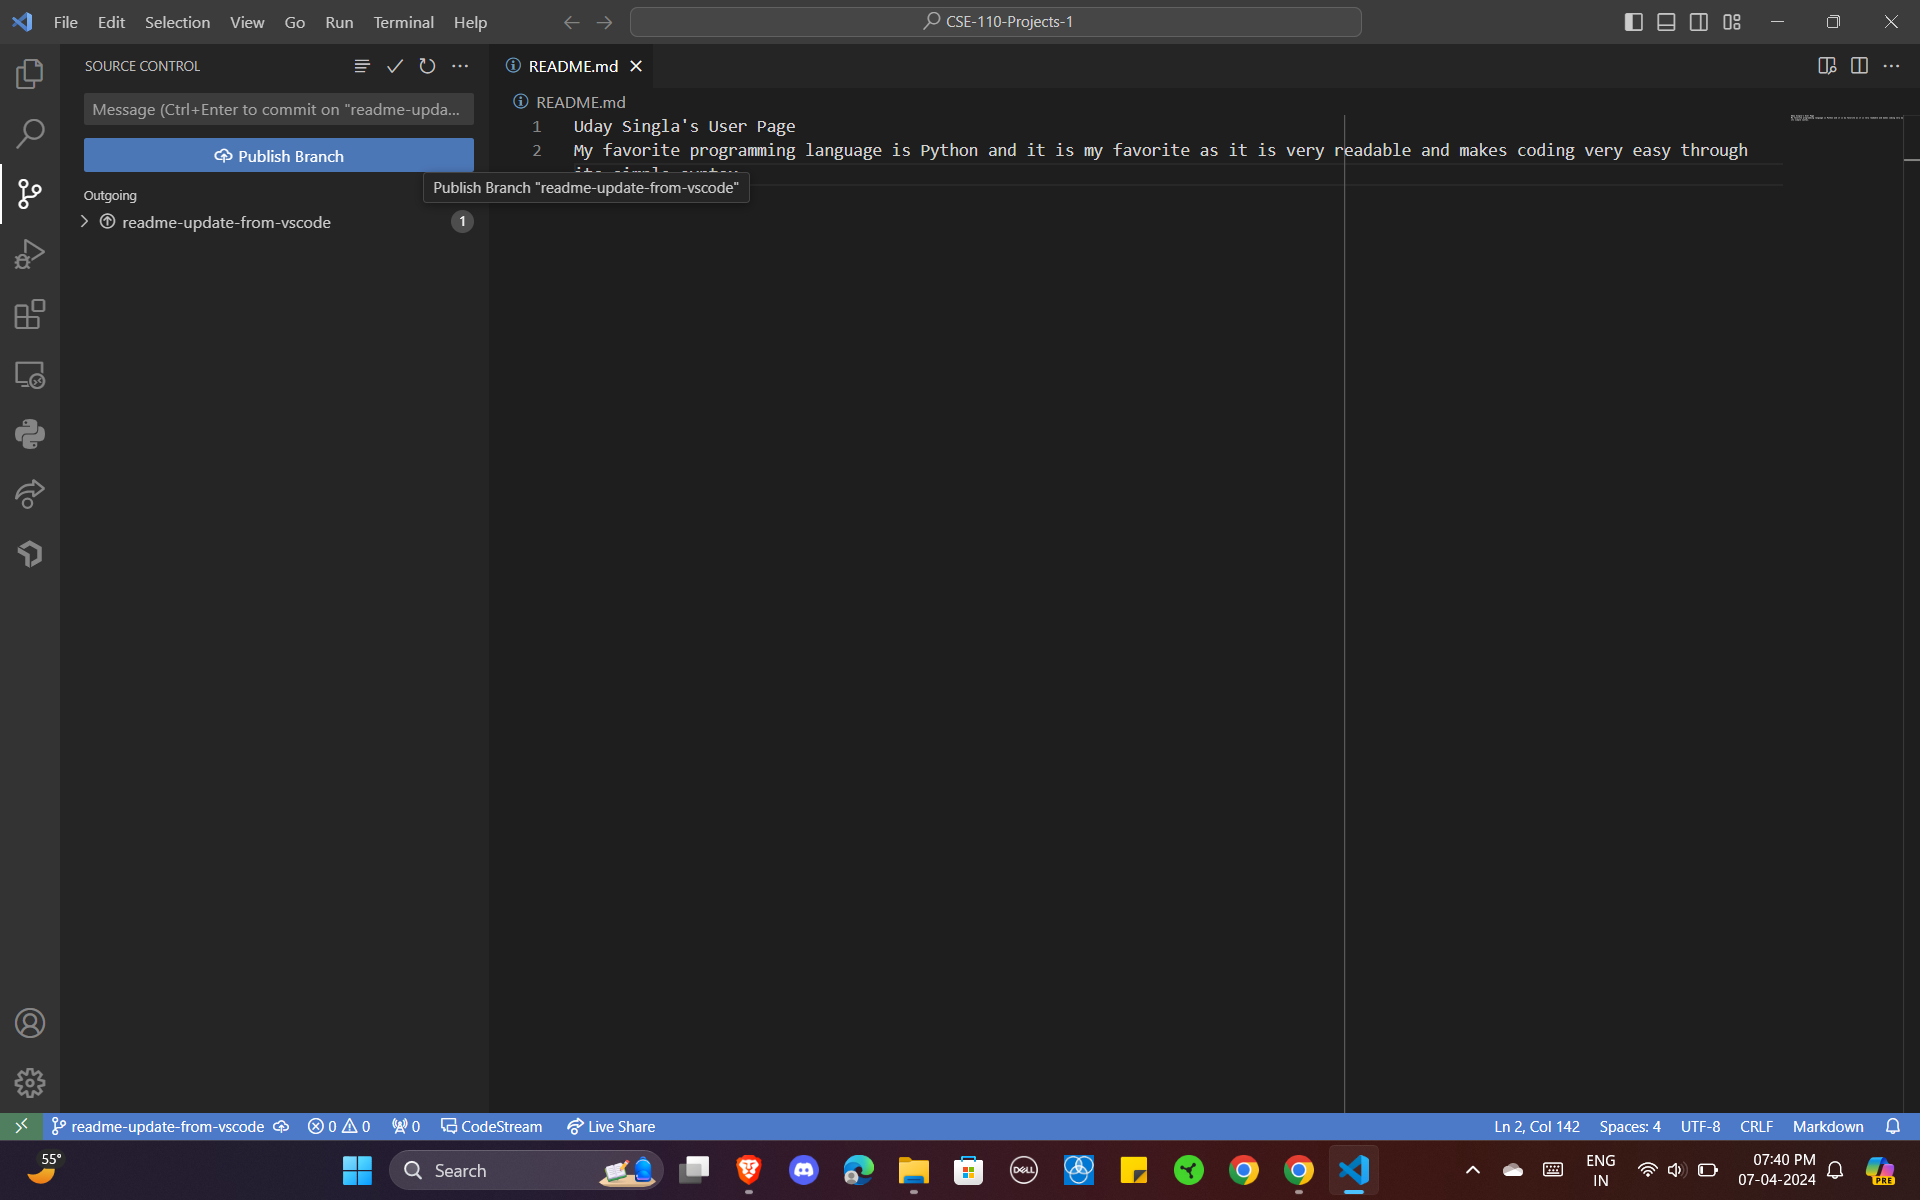 File Edit Selection View Go Run Terminal Help
CSE-110-Projects-1
SOURCE CONTROL
README.md
README.md
Message (Ctrl+Enter to commit on "readme-upda...
Publish Branch
Outgoing
readme-update-from-vscode 1
1 Uday Singla's User Page
2 My favorite programming language is Python and it is my favorite as it is very readable and makes coding very easy through
Publish Branch "readme-update-from-vscode"
readme-update-from-vscode 0 0 0 CodeStream Live Share Ln 2, Col 142 Spaces: 4 UTF-8 CRLF Markdown
55°
Search
DELL
ENG
IN
07:40 PM
07-04-2024
PRE